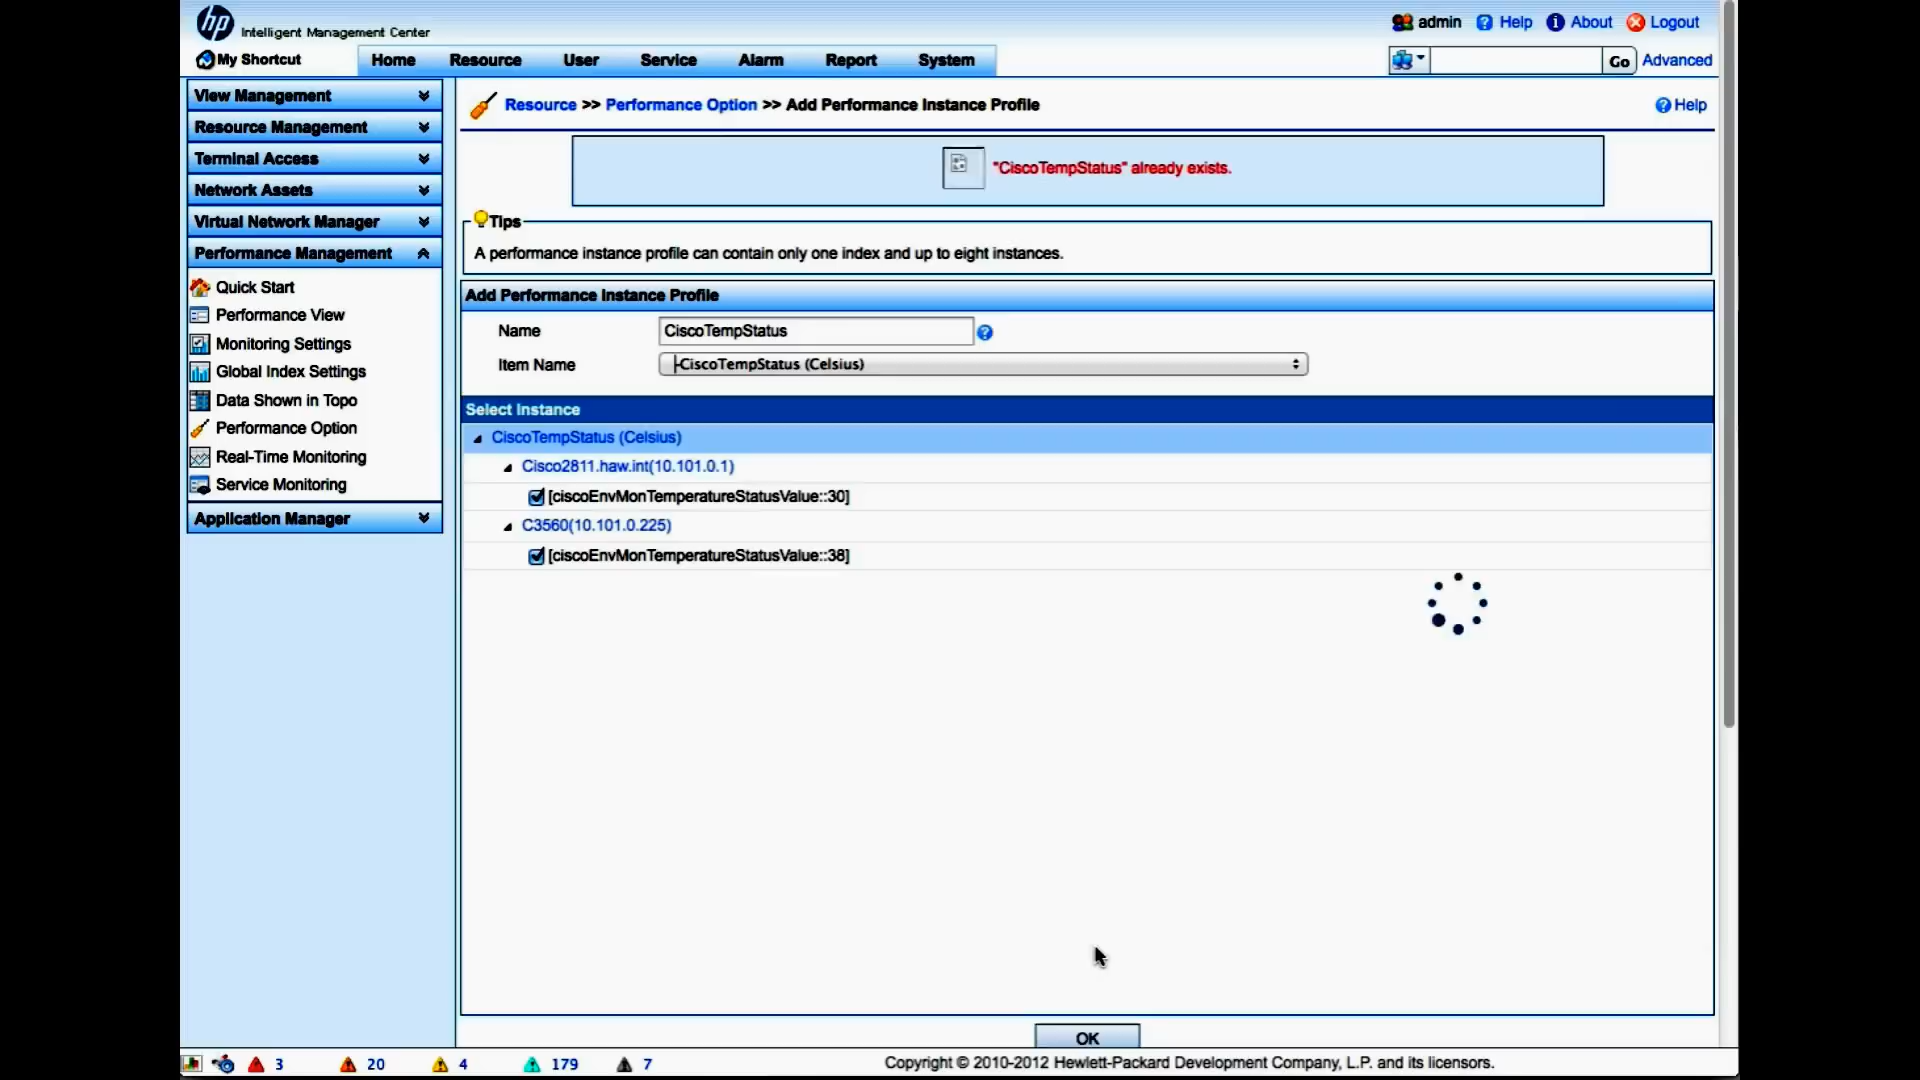 hp Intelligent Management Center
admin Help About Logout
My Shortcut Home Resource User Service Alarm Report System
Go Advanced
View Management
Resource Management
Terminal Access
Network Assets
Virtual Network Manager
Performance Management
Quick Start
Performance View
Monitoring Settings
Global Index Settings
Data Shown in Topo
Performance Option
Real-Time Monitoring
Service Monitoring
Application Manager
Resource >> Performance Option >> Add Performance Instance Profile
Help
"CiscoTempStatus" already exists.
Tips
A performance instance profile can contain only one index and up to eight instances.
Add Performance Instance Profile
Name CiscoTempStatus
Item Name ├CiscoTempStatus (Celsius)
Select Instance
CiscoTempStatus (Celsius)
Cisco2811.haw.int(10.101.0.1)
[ciscoEnvMonTemperatureStatusValue::30]
C3560(10.101.0.225)
[ciscoEnvMonTemperatureStatusValue::38]
OK
3 20 4 179 7
Copyright © 2010-2012 Hewlett-Packard Development Company, L.P. and its licensors.